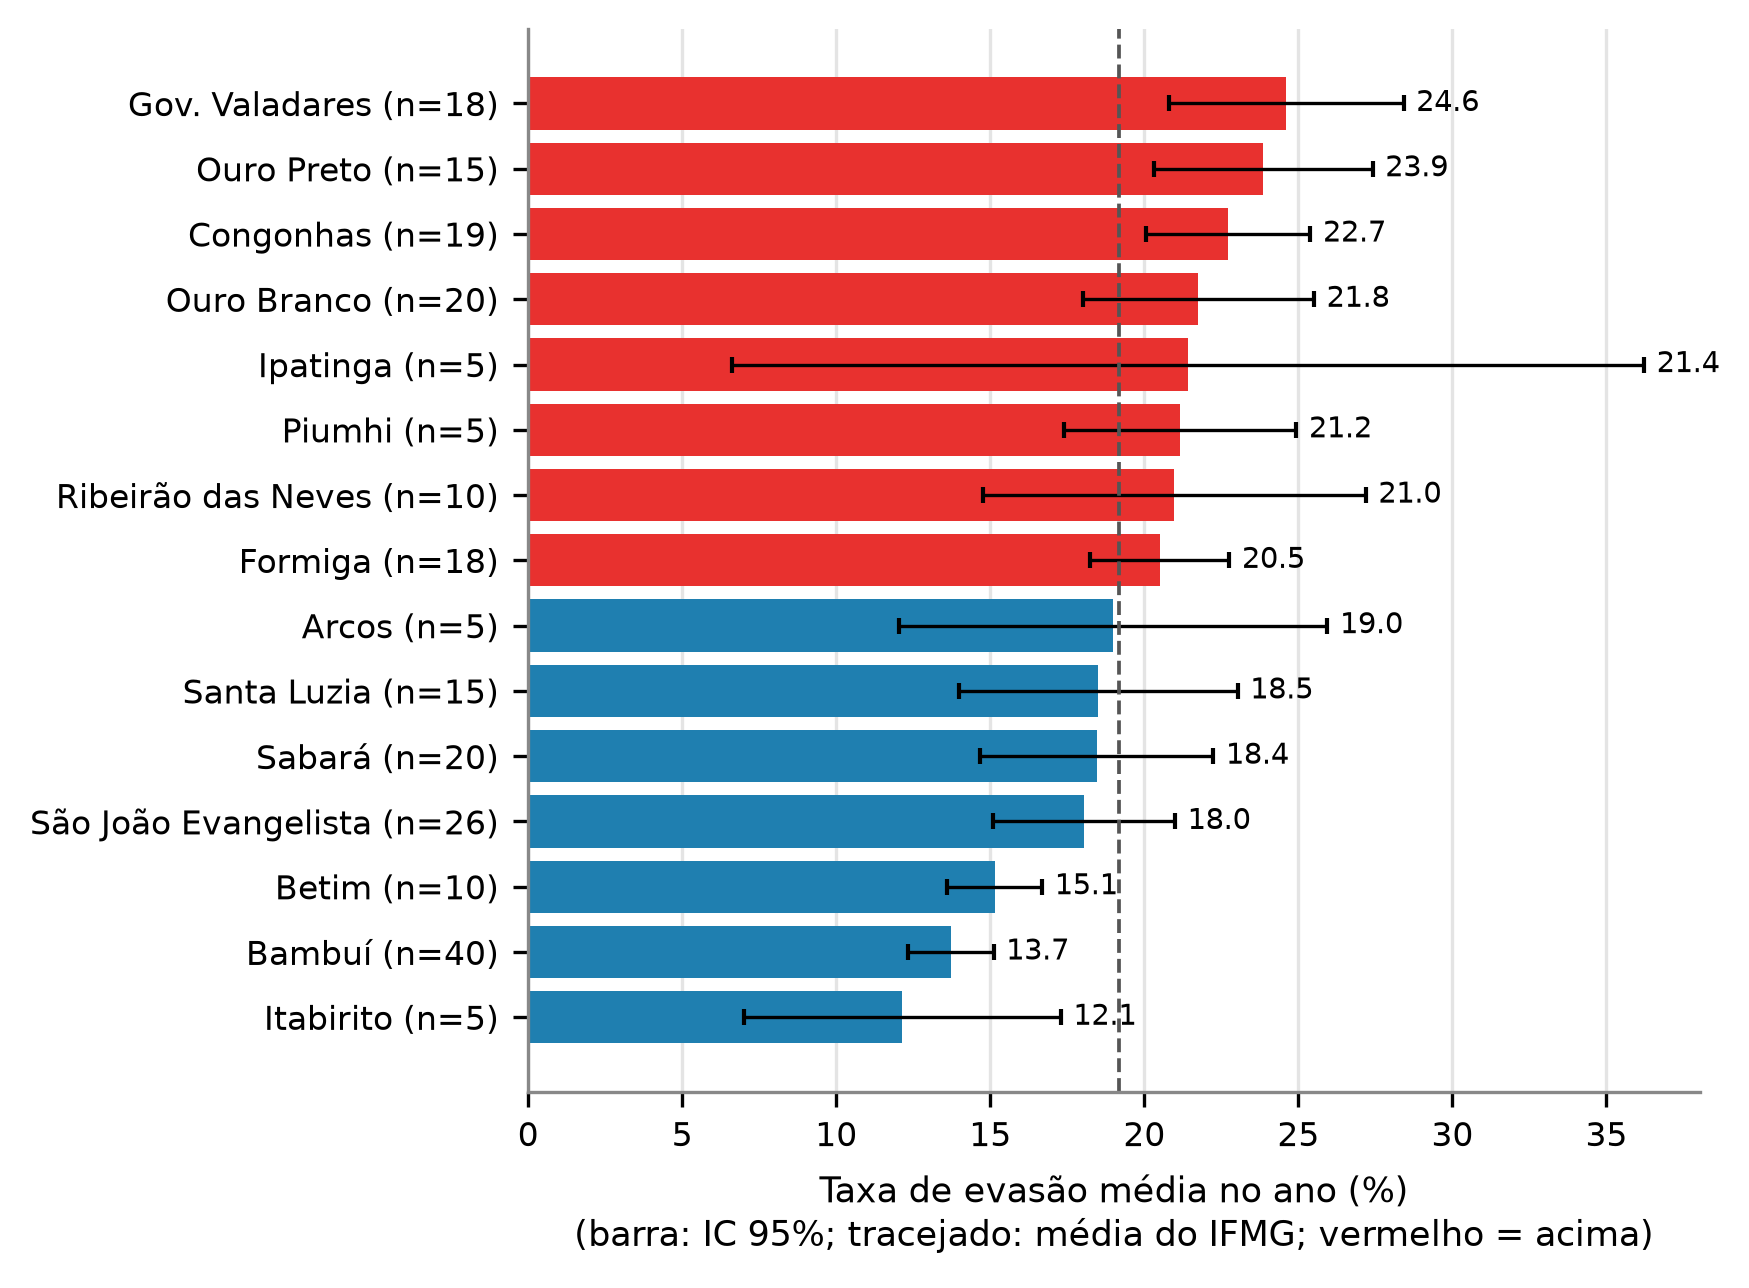 Gov. Valadares (n=18) 24.6
Ouro Preto (n=15) 23.9
Congonhas (n=19) 22.7
Ouro Branco (n=20) 21.8
Ipatinga (n=5) 21.4
Piumhi (n=5) 21.2
Ribeirão das Neves (n=10) 21.0
Formiga (n=18) 20.5
Arcos (n=5) 19.0
Santa Luzia (n=15) 18.5
Sabará (n=20) 18.4
São João Evangelista (n=26) 18.0
Betim (n=10) 15.1
Bambuí (n=40) 13.7
Itabirito (n=5) 12.1
0 5 10 15 20 25 30 35
Taxa de evasão média no ano (%)
(barra: IC 95%; tracejado: média do IFMG; vermelho = acima)